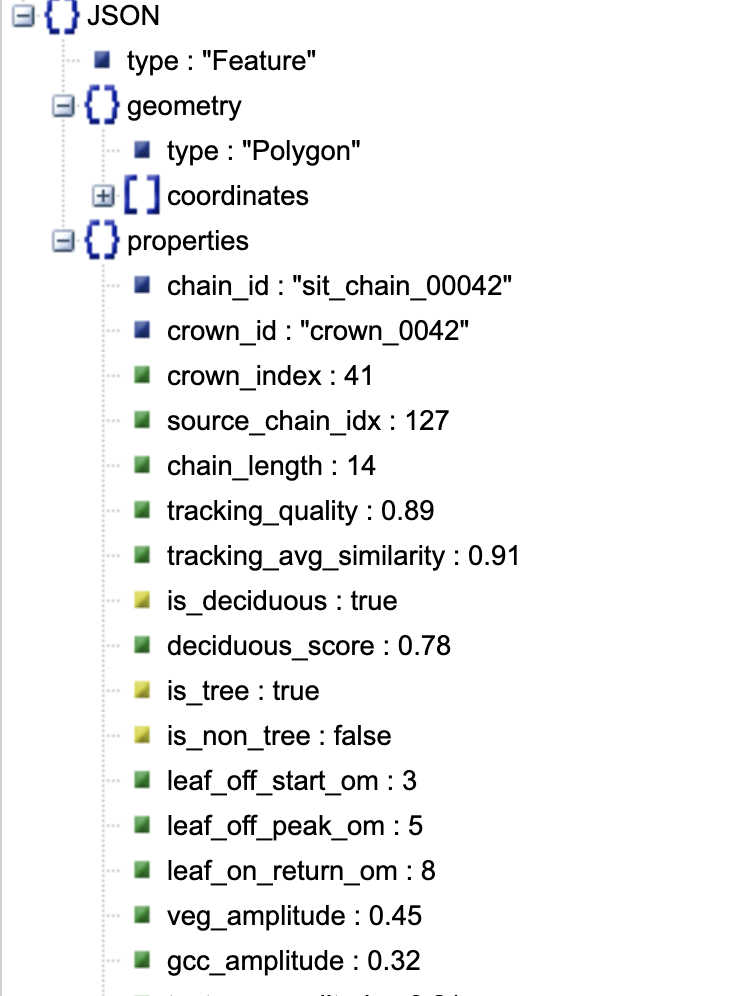 JSON
type : "Feature"
geometry
type : "Polygon"
coordinates
properties
chain_id : "sit_chain_00042"
crown_id : "crown_0042"
crown_index : 41
source_chain_idx : 127
chain_length : 14
tracking_quality : 0.89
tracking_avg_similarity : 0.91
is_deciduous : true
deciduous_score : 0.78
is_tree : true
is_non_tree : false
leaf_off_start_om : 3
leaf_off_peak_om : 5
leaf_on_return_om : 8
veg_amplitude : 0.45
gcc_amplitude : 0.32